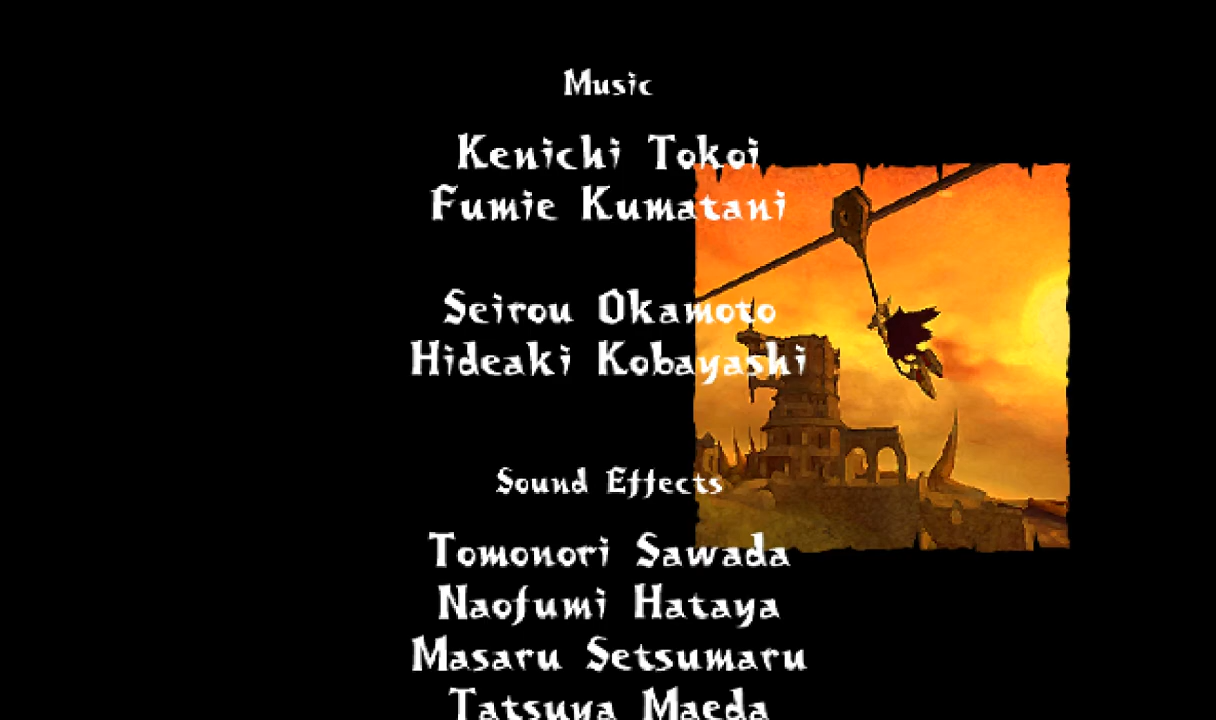 Music
Kenichi Tokoi
Fumie Kumatani
Seirou Okamoto
Hideaki Kobayashi
Sound Effects
Tomonori Sawada
Naofumi Hataya
Masaru Setsumaru
Tatsuya Maeda